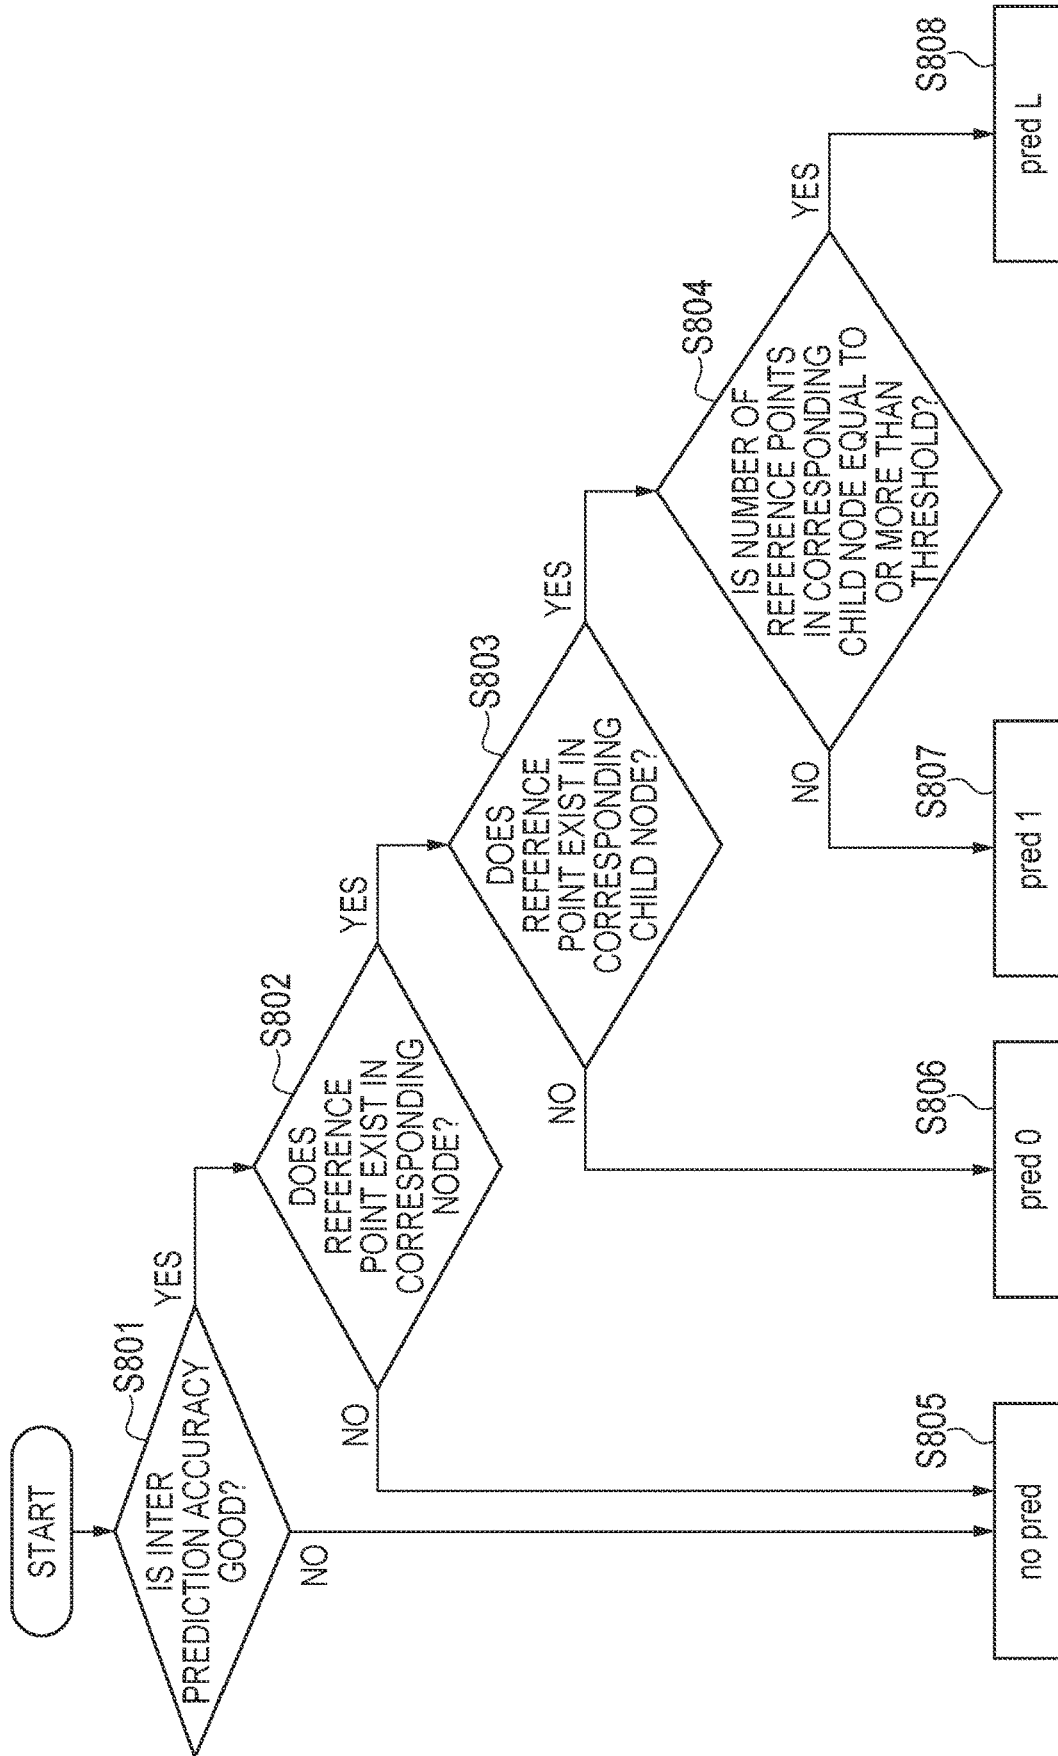 START
S801
IS INTER
PREDICTION ACCURACY
GOOD?
YES
NO
S802
DOES
REFERENCE
POINT EXIST IN
CORRESPONDING
NODE?
YES
NO
S803
DOES
REFERENCE
POINT EXIST IN
CORRESPONDING
CHILD NODE?
YES
NO
S804
IS NUMBER OF
REFERENCE POINTS
IN CORRESPONDING
CHILD NODE EQUAL TO
OR MORE THAN
THRESHOLD?
YES
NO
S805
no pred
S806
pred 0
S807
pred 1
S808
pred L